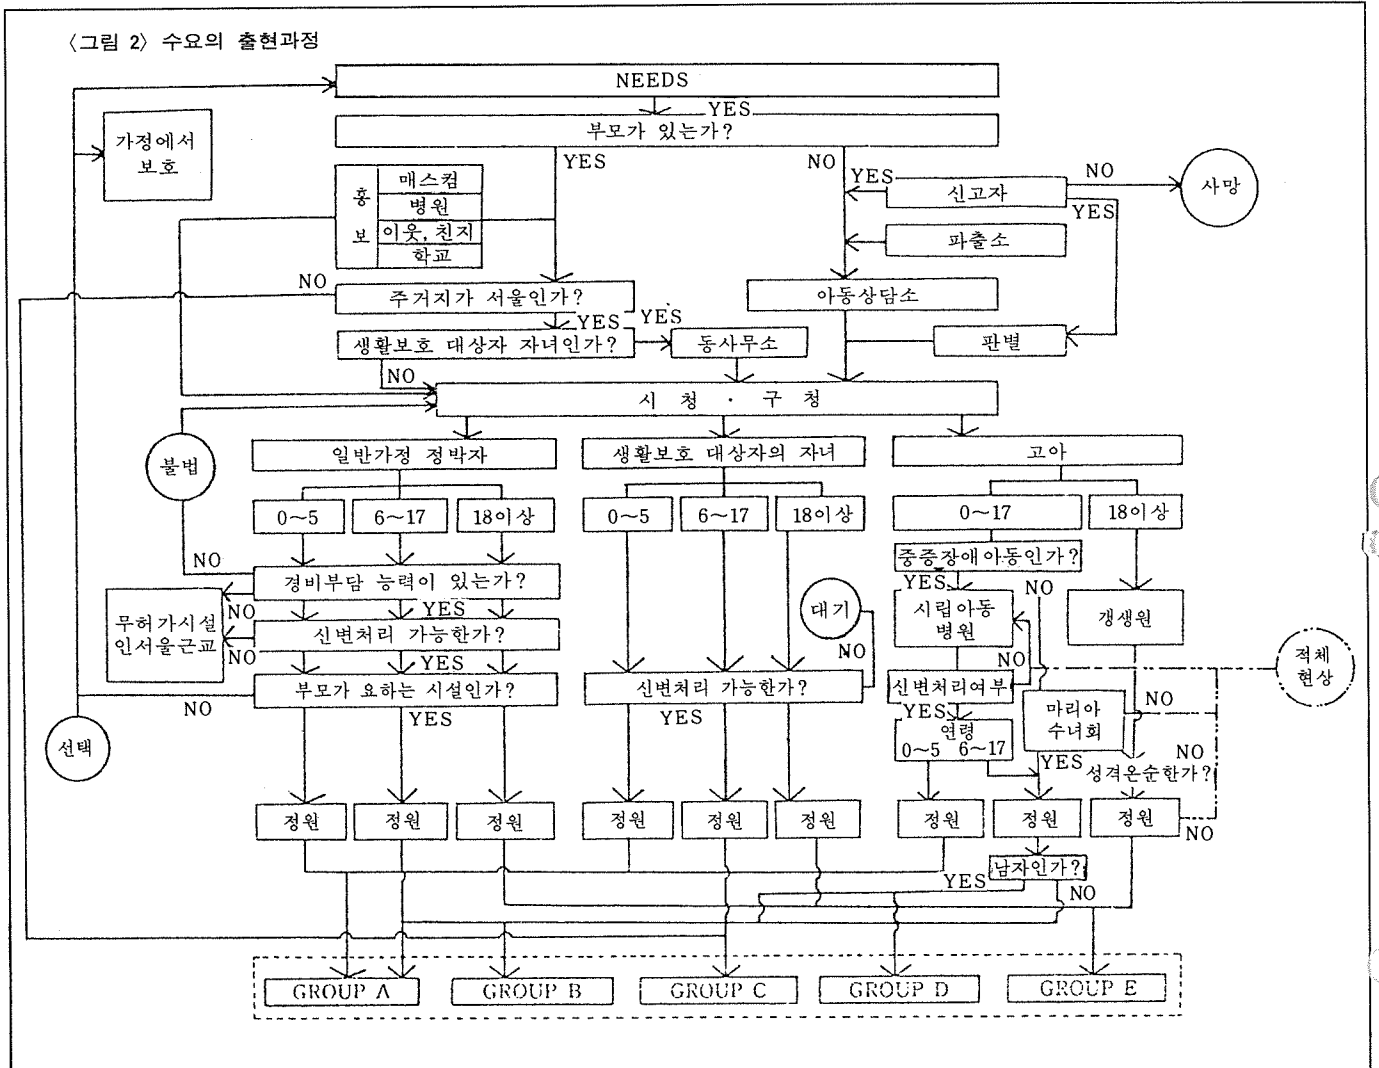 〈그림 2〉 수요의 출현과정
NEEDS
YES
부모가 있는가?
가정에서
보호
YES
NO
홍보
매스컴
병원
이웃, 친지
학교
YES
신고자
NO
사망
YES
파출소
NO
주거지가 서울인가?
아동상담소
YES
YES
생활보호 대상자 자녀인가?
동사무소
판별
NO
시 청 · 구 청
불법
일반가정 정박자
생활보호 대상자의 자녀
고아
0~5
6~17
18이상
0~5
6~17
18이상
0~17
18이상
NO
중증장애아동인가?
경비부담 능력이 있는가?
YES
NO
무허가시설
인서울근교
NO
YES
신변처리 가능한가?
대기
시립아동
병원
갱생원
NO
YES
NO
NO
적체
현상
부모가 요하는 시설인가?
신변처리 가능한가?
신변처리여부
NO
YES
YES
YES
마리아
수녀회
NO
선택
연령
0~5 6~17
YES
NO
성격온순한가?
정원
정원
정원
정원
정원
정원
정원
정원
정원
NO
남자인가?
YES
NO
GROUP A
GROUP B
GROUP C
GROUP D
GROUP E